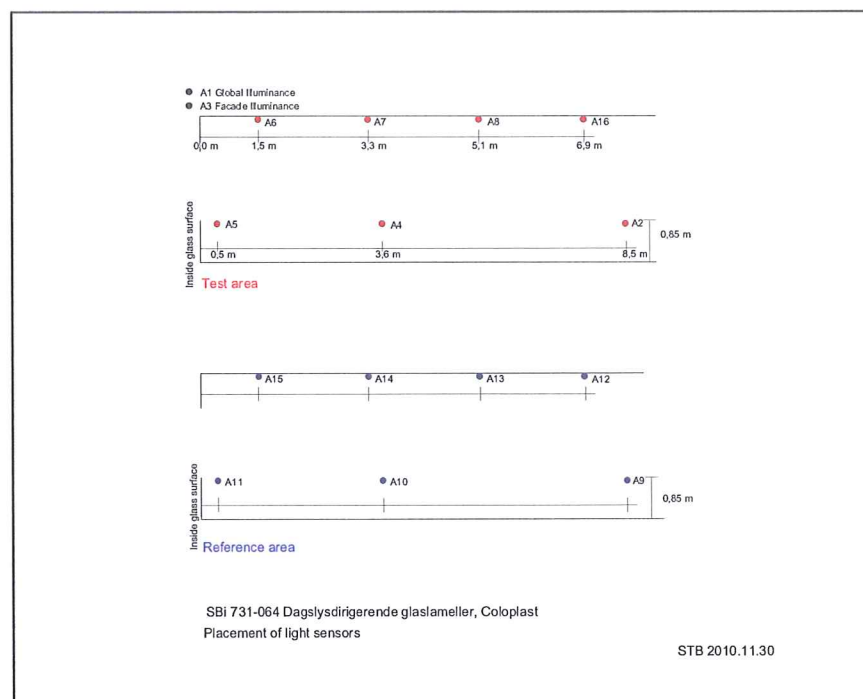 A1 Global Illuminance
A3 Facade Illuminance
A6 A7 A8 A16
0,0 m 1,5 m 3,3 m 5,1 m 6,9 m
Inside glass surface
A5 A4 A2
0,85 m
0,5 m 3,6 m 8,5 m
Test area
A15 A14 A13 A12
Inside glass surface
A11 A10 A9
0,85 m
Reference area
SBi 731-064 Dagslysdirigerende glaslameller, Coloplast
Placement of light sensors
STB 2010.11.30